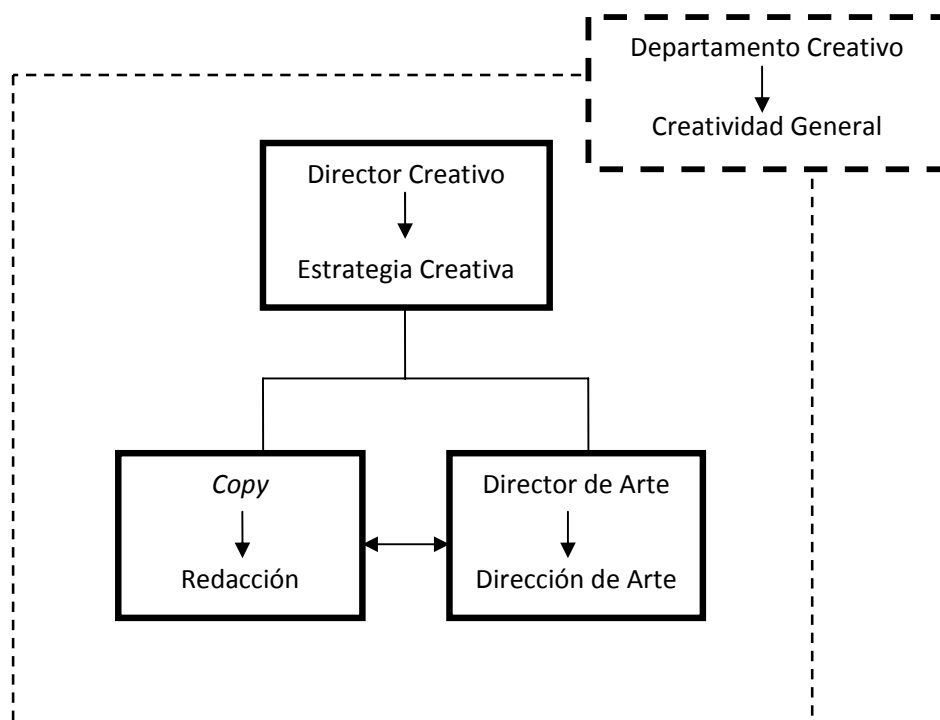 Departamento Creativo
Creatividad General
Director Creativo
Estrategia Creativa
Copy
Redacción
Director de Arte
Dirección de Arte